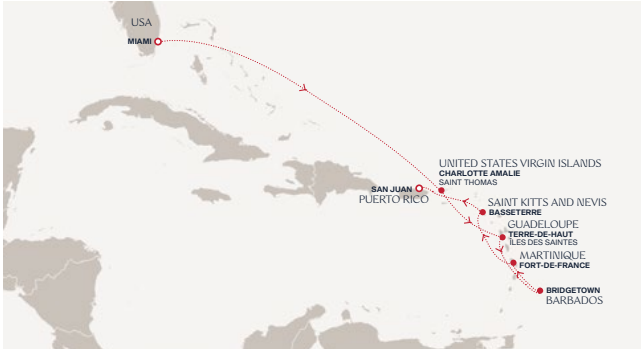 USA
MIAMI
UNITED STATES VIRGIN ISLANDS
CHARLOTTE AMALIE
SAINT THOMAS
SAN JUAN
PUERTO RICO
SAINT KITTS AND NEVIS
BASSETERRE
GUADELOUPE
TERRE-DE-HAUT
ÎLES DES SAINTES
MARTINIQUE
FORT-DE-FRANCE
BRIDGETOWN
BARBADOS